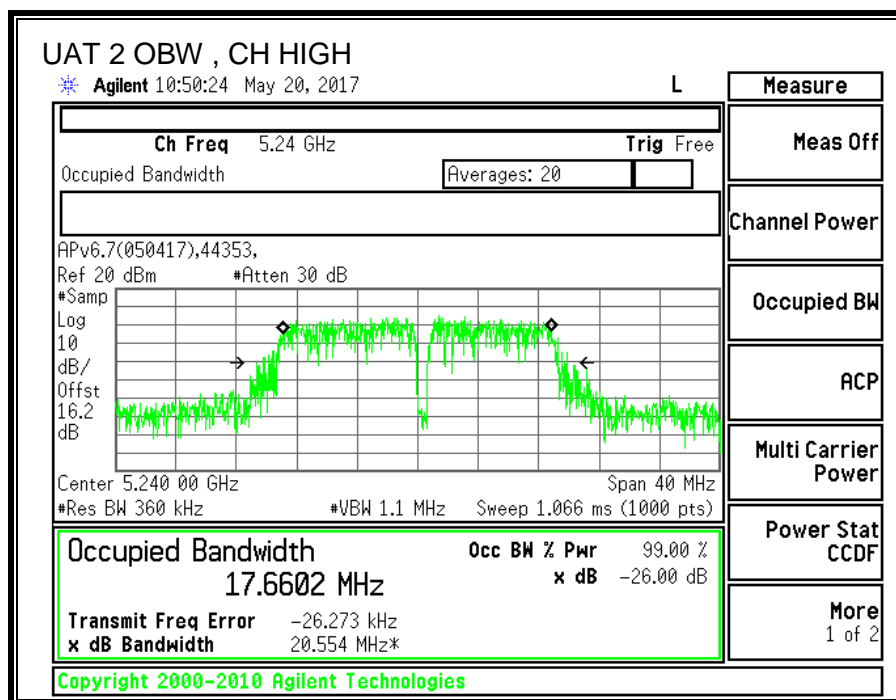 UAT 2 OBW , CH HIGH
Agilent 10:50:24 May 20, 2017 L
Measure
Ch Freq 5.24 GHz Trig Free
Meas Off
Occupied Bandwidth Averages: 20
Channel Power
APv6.7(050417),44353,
Ref 20 dBm #Atten 30 dB
#Samp
Occupied BW
Log
10
dB/
ACP
Offst
16.2
dB
Multi Carrier
Power
Center 5.240 00 GHz Span 40 MHz
#Res BW 360 kHz #VBW 1.1 MHz Sweep 1.066 ms (1000 pts)
Power Stat
CCDF
Occupied Bandwidth Occ BW % Pwr 99.00 %
17.6602 MHz x dB -26.00 dB
Transmit Freq Error -26.273 kHz
x dB Bandwidth 20.554 MHz*
More
1 of 2
Copyright 2000-2010 Agilent Technologies